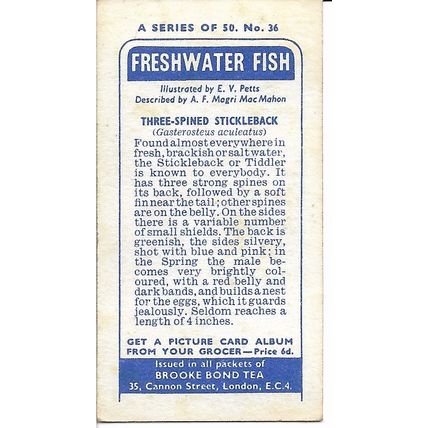 A SERIES OF 50. No. 36
FRESHWATER FISH
Illustrated by E. V. Petts
Described by A. F. Magri MacMahon
THREE-SPINED STICKLEBACK
(Gasterosteus aculeatus)
Found almost everywhere in
fresh, brackish or salt water,
the Stickleback or Tiddler
is known to everybody. It
has three strong spines on
its back, followed by a soft
fin near the tail; other spines
are on the belly. On the sides
there is a variable number
of small shields. The back is
greenish, the sides silvery,
shot with blue and pink; in
the Spring the male be-
comes very brightly col-
oured, with a red belly and
dark bands, and builds a nest
for the eggs, which it guards
jealously. Seldom reaches a
length of 4 inches.
GET A PICTURE CARD ALBUM
FROM YOUR GROCER—Price 6d.
Issued in all packets of
BROOKE BOND TEA
35, Cannon Street, London, E.C.4.